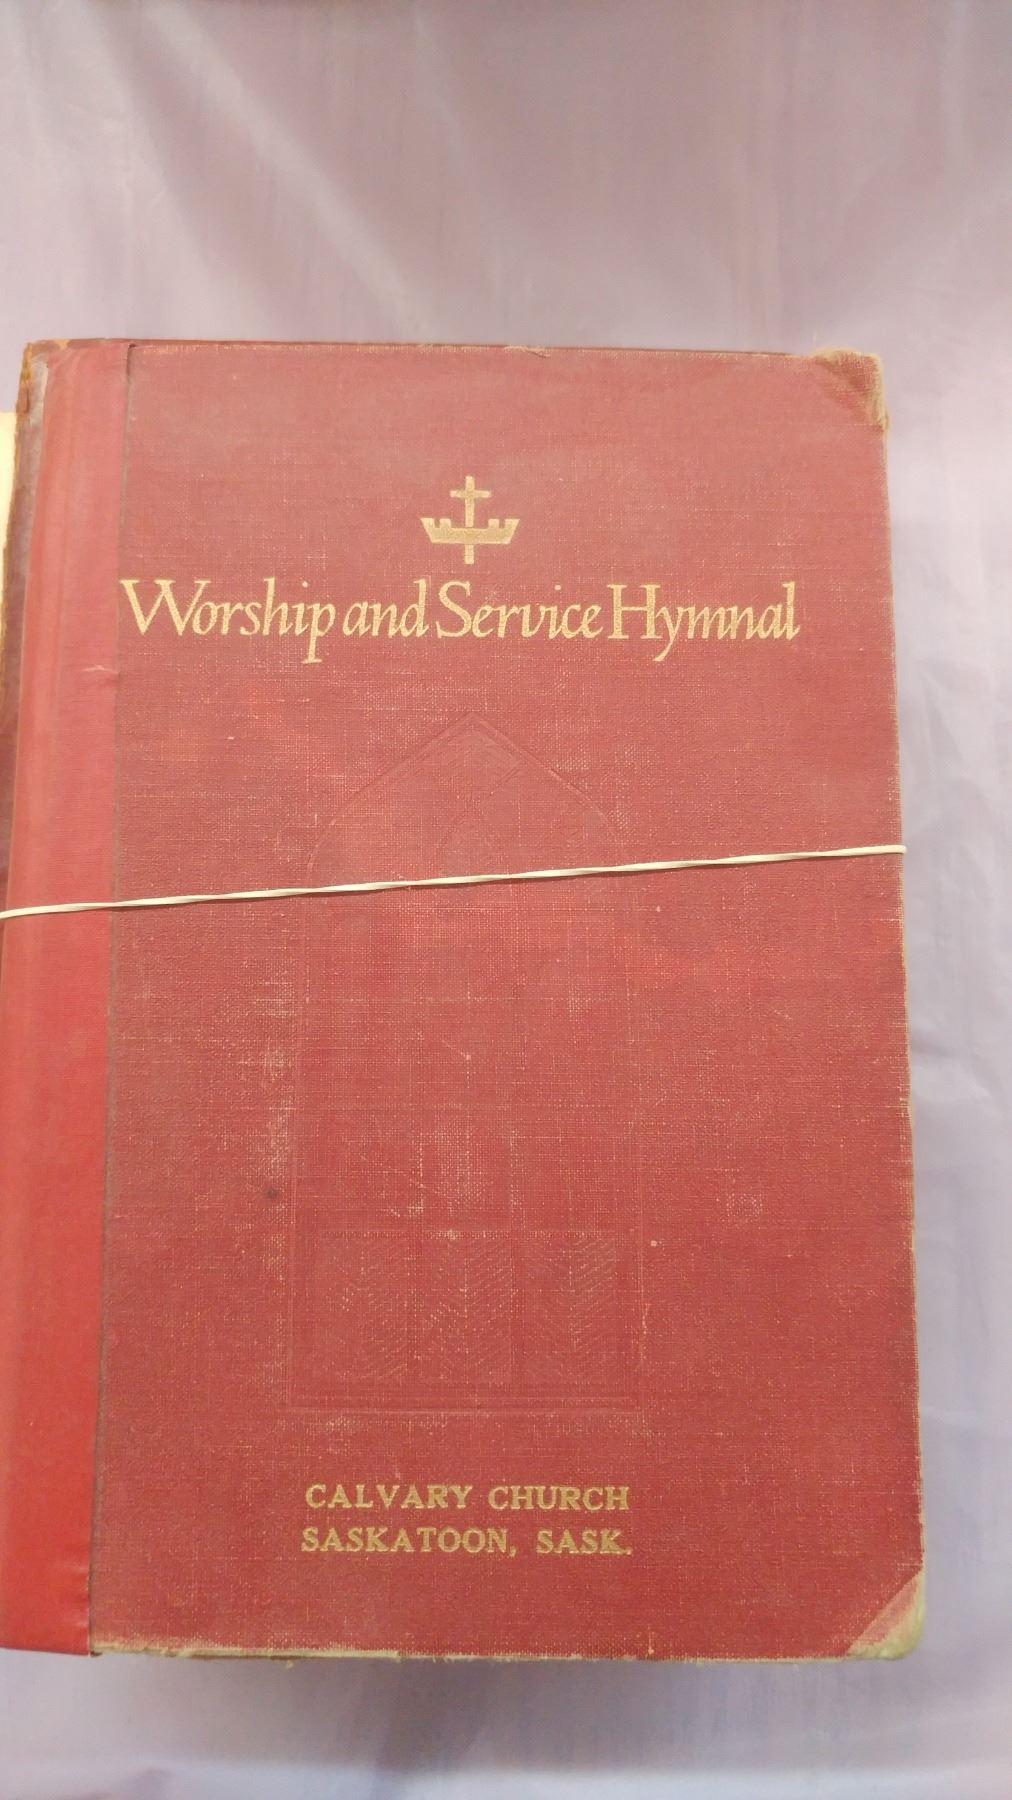 Worship and Service Hymnal
CALVARY CHURCH
SASKATOON, SASK.